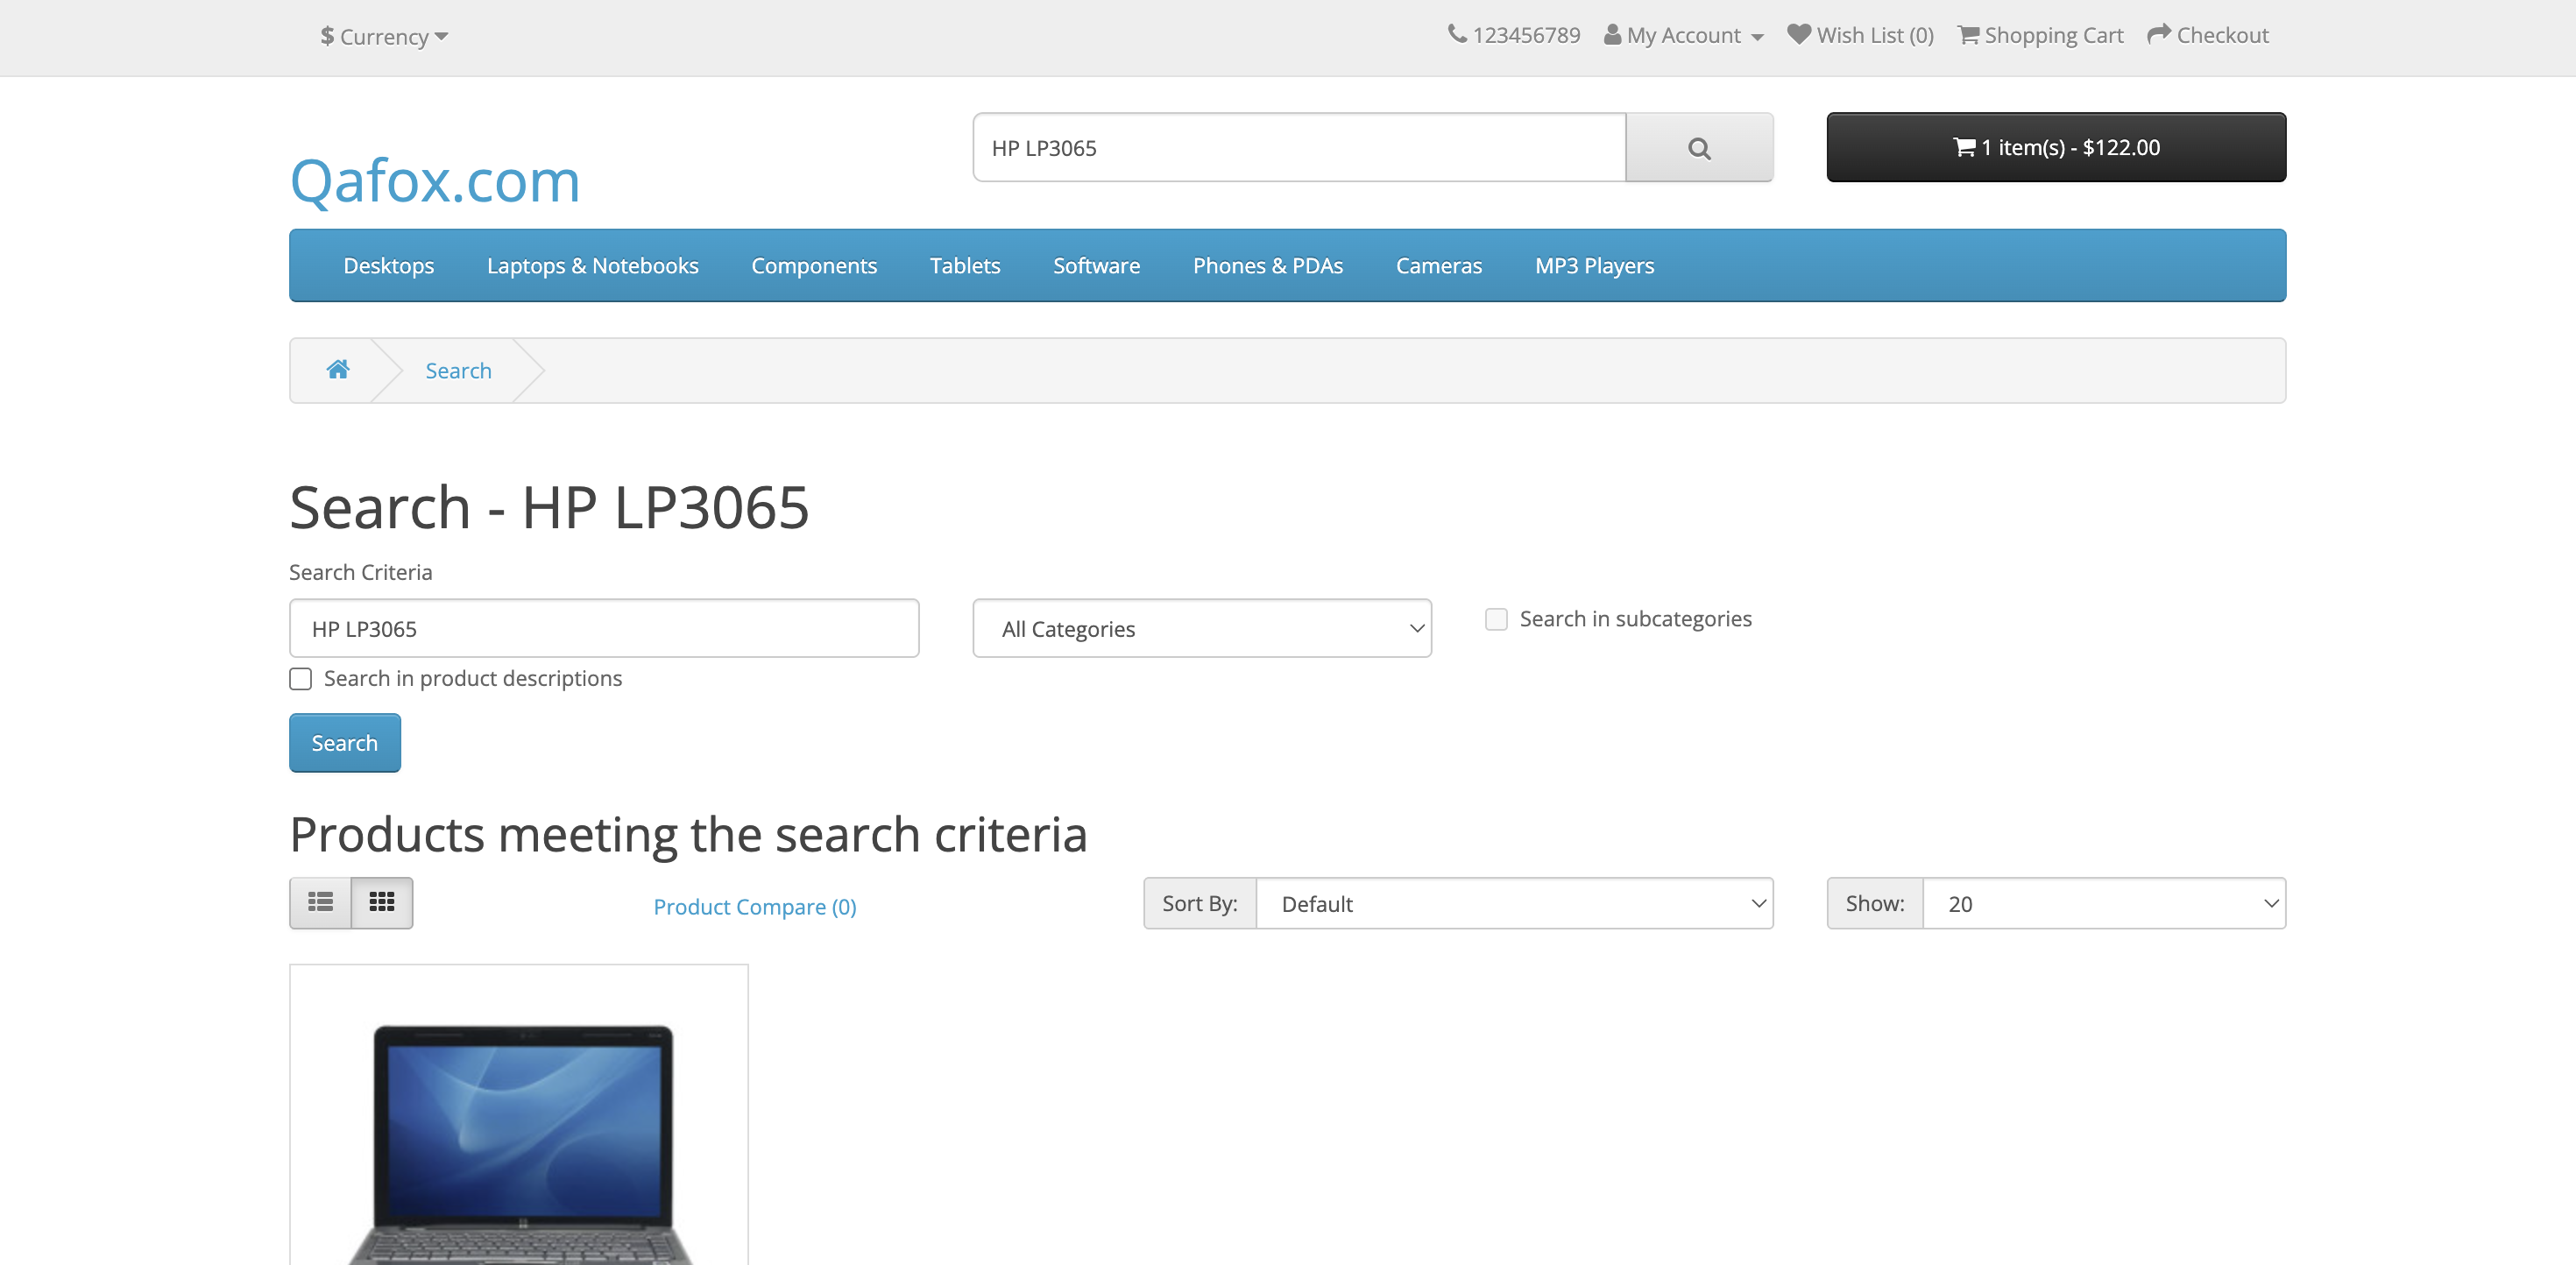 $ Currency
123456789 My Account Wish List (0) Shopping Cart Checkout
Qafox.com
HP LP3065
1 item(s) - $122.00
Desktops Laptops & Notebooks Components Tablets Software Phones & PDAs Cameras MP3 Players
Search
Search - HP LP3065
Search Criteria
HP LP3065
All Categories
Search in subcategories
Search in product descriptions
Search
Products meeting the search criteria
Product Compare (0)
Sort By: Default
Show: 20